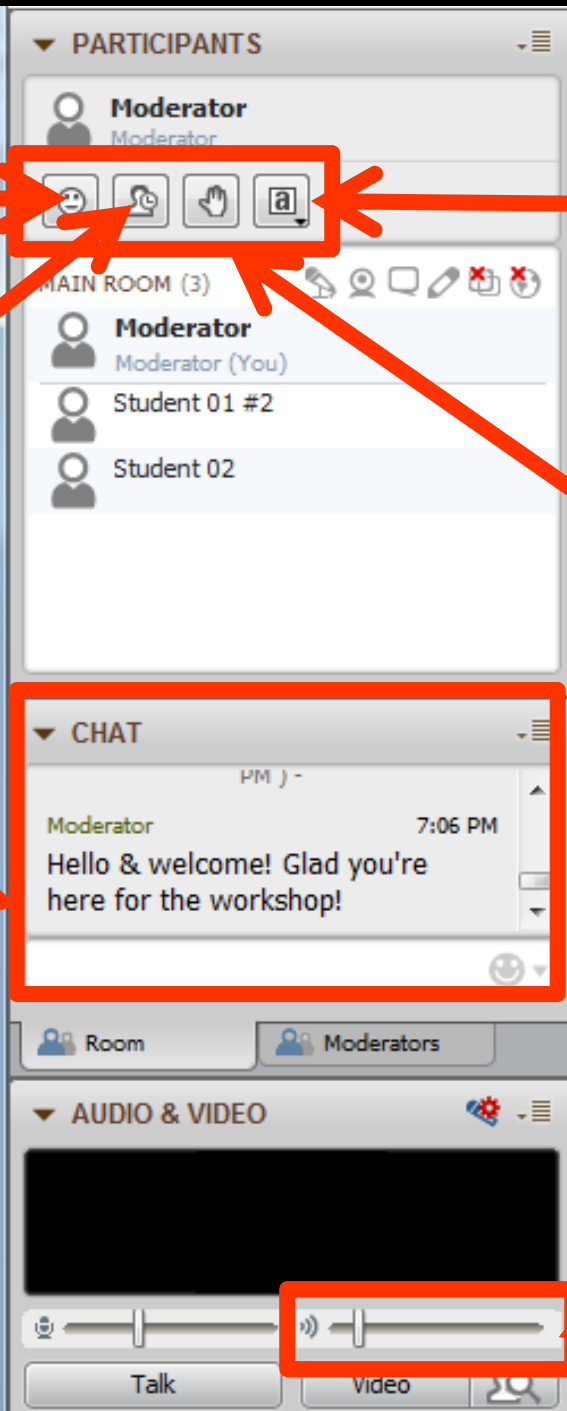 PARTICIPANTS
Moderator
Moderator
a
MAIN ROOM (3)
Moderator
Moderator (You)
Student 01 #2
Student 02
CHAT
PM ) -
Moderator 7:06 PM
Hello & welcome! Glad you're
here for the workshop!
Room Moderators
AUDIO & VIDEO
Talk Video